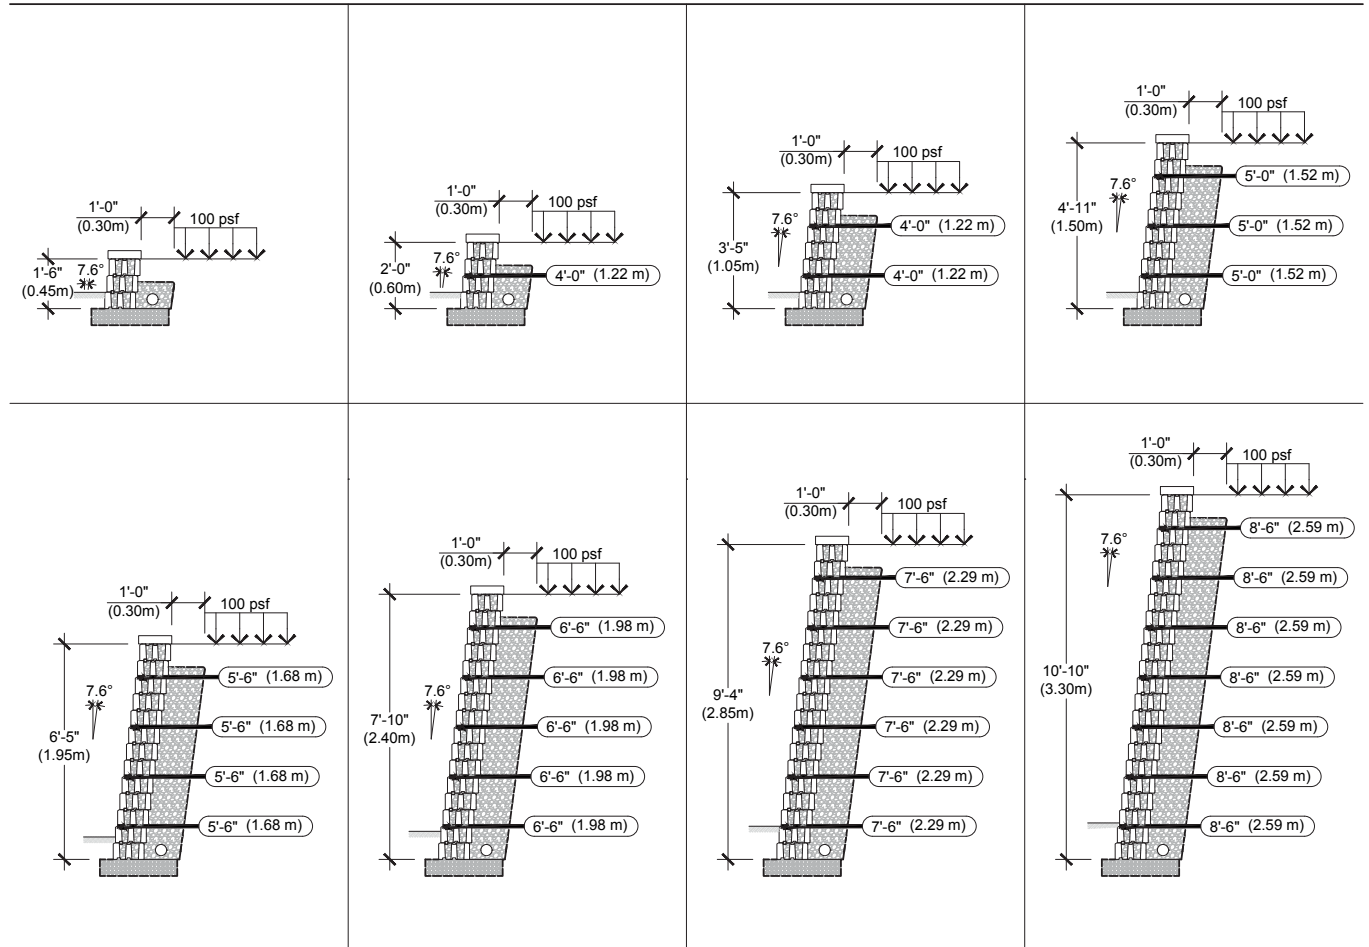 1'-0"
(0.30m)
100 psf
1'-6"
(0.45m)
7.6°
1'-0"
(0.30m)
100 psf
2'-0"
(0.60m)
7.6°
4'-0" (1.22 m)
1'-0"
(0.30m)
100 psf
7.6°
3'-5"
(1.05m)
4'-0" (1.22 m)
4'-0" (1.22 m)
1'-0"
(0.30m)
100 psf
7.6°
4'-11"
(1.50m)
5'-0" (1.52 m)
5'-0" (1.52 m)
5'-0" (1.52 m)
1'-0"
(0.30m)
100 psf
7.6°
6'-5"
(1.95m)
5'-6" (1.68 m)
5'-6" (1.68 m)
5'-6" (1.68 m)
5'-6" (1.68 m)
1'-0"
(0.30m)
100 psf
7.6°
7'-10"
(2.40m)
6'-6" (1.98 m)
6'-6" (1.98 m)
6'-6" (1.98 m)
6'-6" (1.98 m)
6'-6" (1.98 m)
1'-0"
(0.30m)
100 psf
7.6°
9'-4"
(2.85m)
7'-6" (2.29 m)
7'-6" (2.29 m)
7'-6" (2.29 m)
7'-6" (2.29 m)
7'-6" (2.29 m)
7'-6" (2.29 m)
1'-0"
(0.30m)
100 psf
7.6°
10'-10"
(3.30m)
8'-6" (2.59 m)
8'-6" (2.59 m)
8'-6" (2.59 m)
8'-6" (2.59 m)
8'-6" (2.59 m)
8'-6" (2.59 m)
8'-6" (2.59 m)